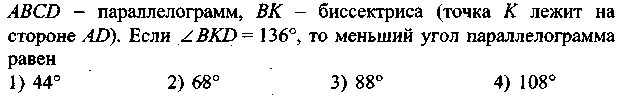 ABCD – параллелограмм, BK – биссектриса (точка K лежит на
стороне AD). Если ∠BKD = 136°, то меньший угол параллелограмма
равен
1) 44° 2) 68° 3) 88° 4) 108°